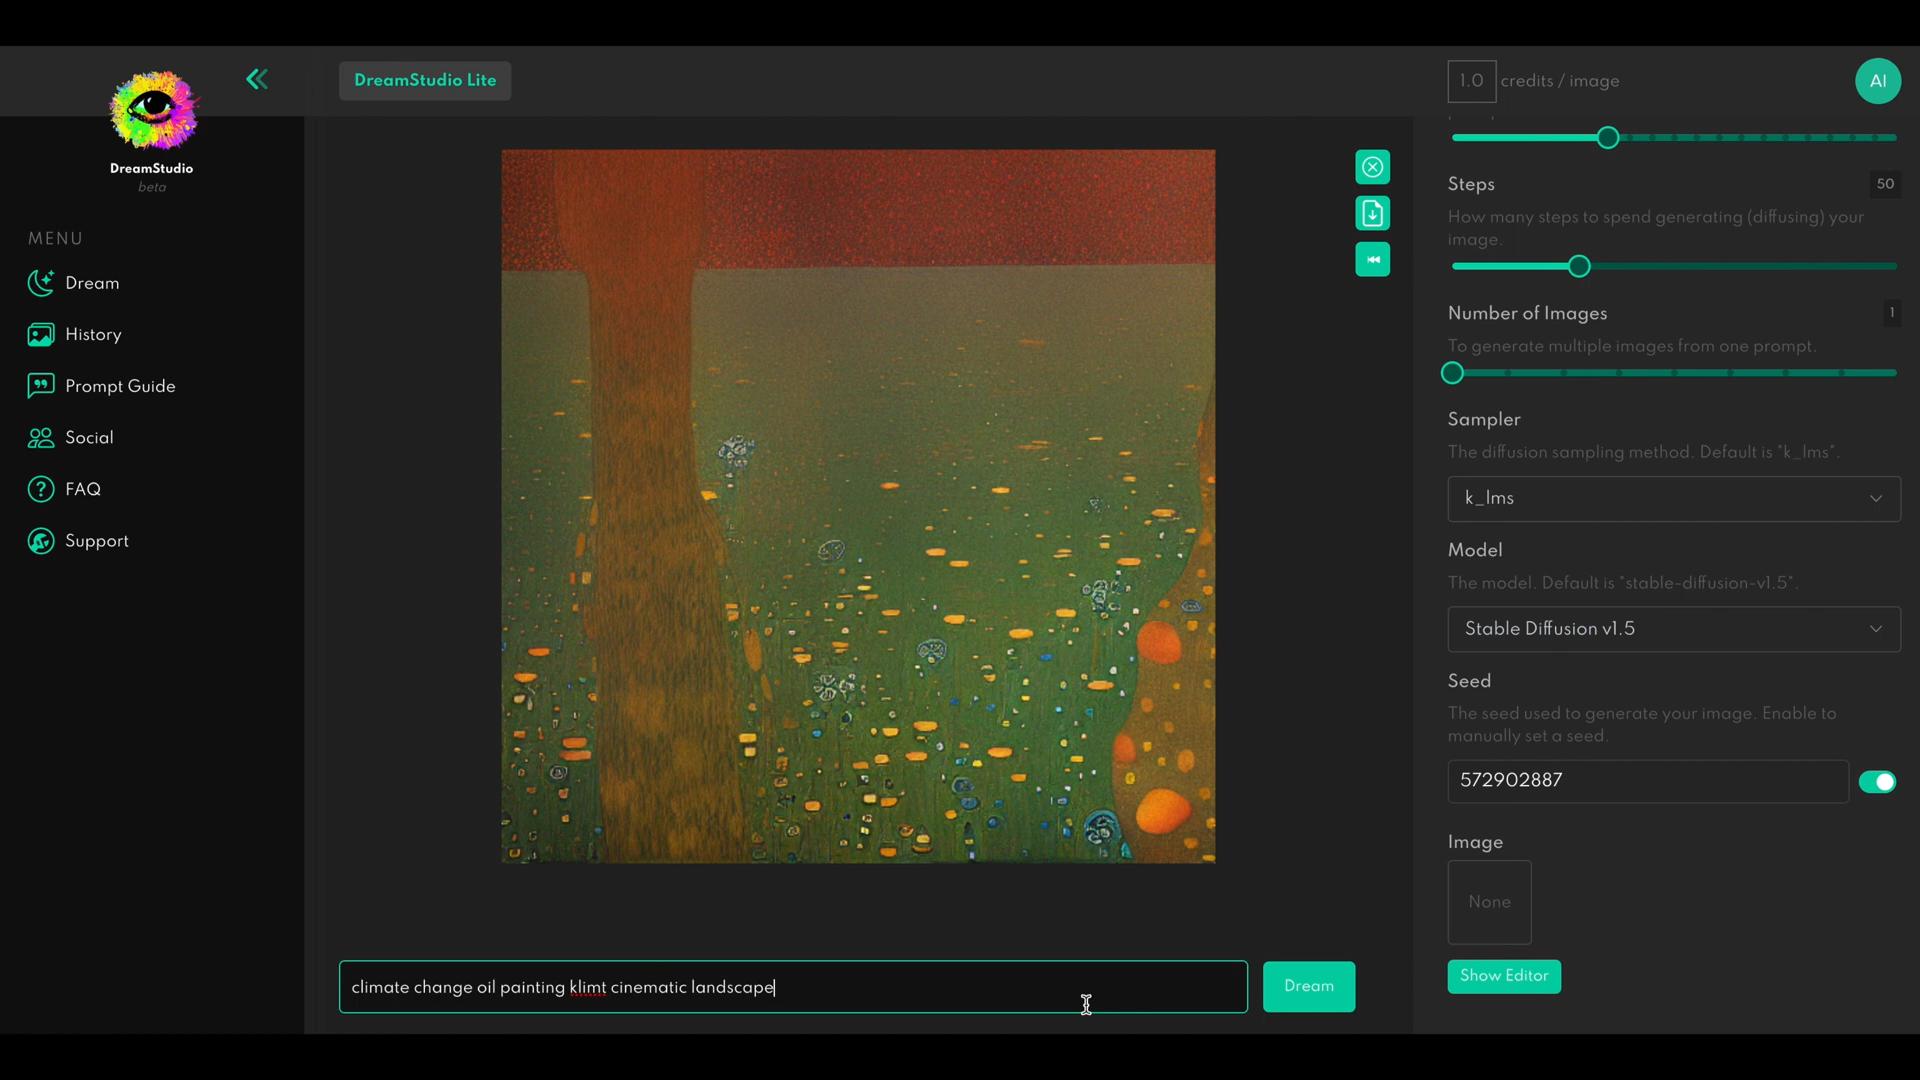 DreamStudio
beta
MENU
Dream
History
Prompt Guide
Social
FAQ
Support
DreamStudio Lite
climate change oil painting klimt cinematic landscape
Dream
1.0 credits / image
AI
Steps
50
How many steps to spend generating (diffusing) your
image.
Number of Images
1
To generate multiple images from one prompt.
Sampler
The diffusion sampling method. Default is "k_lms".
k_lms
Model
The model. Default is "stable-diffusion-v1.5".
Stable Diffusion v1.5
Seed
The seed used to generate your image. Enable to
manually set a seed.
572902887
Image
None
Show Editor